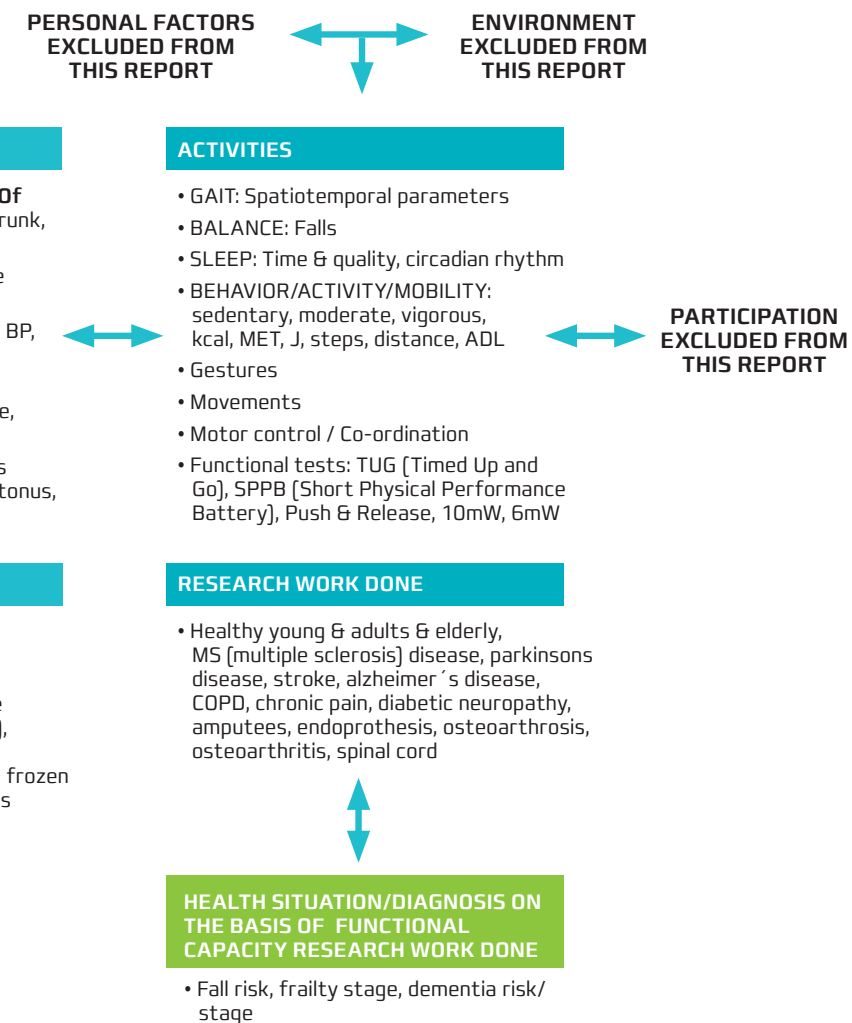 PERSONAL FACTORS
EXCLUDED FROM
THIS REPORT
ENVIRONMENT
EXCLUDED FROM
THIS REPORT
Of
runk,
e
BP,
e,
s
tonus,
e
),
frozen
s
ACTIVITIES
• GAIT: Spatiotemporal parameters
• BALANCE: Falls
• SLEEP: Time & quality, circadian rhythm
• BEHAVIOR/ACTIVITY/MOBILITY:
sedentary, moderate, vigorous,
kcal, MET, J, steps, distance, ADL
• Gestures
• Movements
• Motor control / Co-ordination
• Functional tests: TUG (Timed Up and
Go), SPPB (Short Physical Performance
Battery), Push & Release, 10mW, 6mW
PARTICIPATION
EXCLUDED FROM
THIS REPORT
RESEARCH WORK DONE
• Healthy young & adults & elderly,
MS (multiple sclerosis) disease, parkinsons
disease, stroke, alzheimer´s disease,
COPD, chronic pain, diabetic neuropathy,
amputees, endoprothesis, osteoarthrosis,
osteoarthritis, spinal cord
HEALTH SITUATION/DIAGNOSIS ON
THE BASIS OF FUNCTIONAL
CAPACITY RESEARCH WORK DONE
• Fall risk, frailty stage, dementia risk/
stage